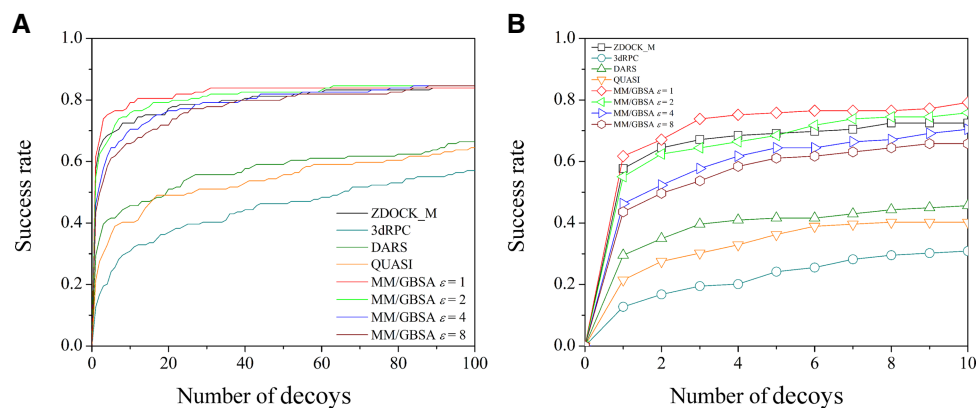 A
Success rate
1.0
0.8
0.6
0.4
0.2
0.0
0
20
40
60
80
100
Number of decoys
ZDOCK_M
3dRPC
DARS
QUASI
MM/GBSA ε = 1
MM/GBSA ε = 2
MM/GBSA ε = 4
MM/GBSA ε = 8
B
Success rate
1.0
0.8
0.6
0.4
0.2
0.0
0
2
4
6
8
10
Number of decoys
ZDOCK_M
3dRPC
DARS
QUASI
MM/GBSA ε = 1
MM/GBSA ε = 2
MM/GBSA ε = 4
MM/GBSA ε = 8